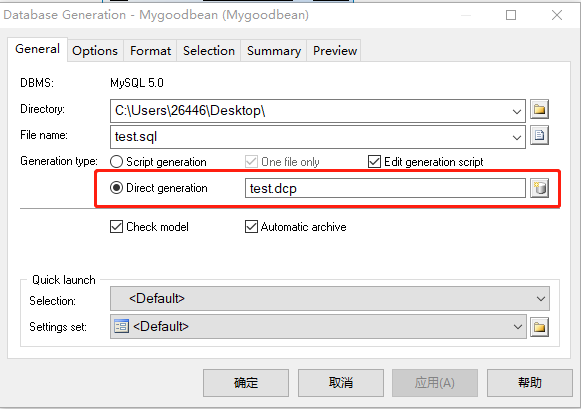 Database Generation - Mygoodbean (Mygoodbean)
General Options Format Selection Summary Preview
DBMS: MySQL 5.0
Directory: C:\Users\26446\Desktop\
File name: test.sql
Generation type: Script generation One file only Edit generation script
Direct generation test.dcp
Check model Automatic archive
Quick launch
Selection: <Default>
Settings set: <Default>
确定 取消 应用(A) 帮助